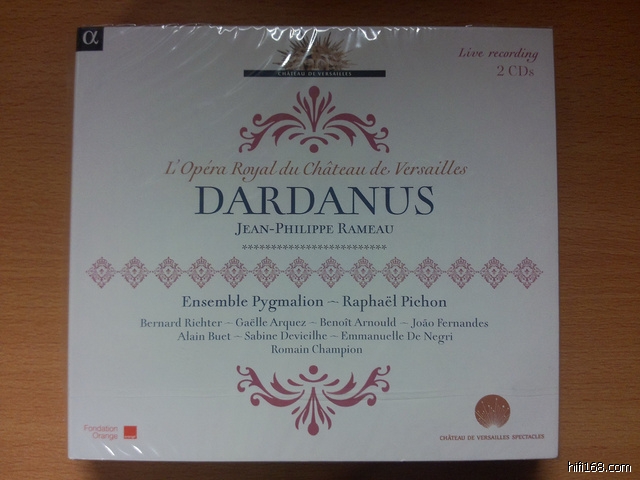 α
CHÂTEAU DE VERSAILLES
Live recording
2 CDs
L'Opéra Royal du Château de Versailles
DARDANUS
JEAN-PHILIPPE RAMEAU
Ensemble Pygmalion ~ Raphaël Pichon
Bernard Richter ~ Gaëlle Arquez ~ Benoît Arnould ~ João Fernandes
Alain Buet ~ Sabine Devieilhe ~ Emmanuelle De Negri
Romain Champion
Fondation
Orange
CHÂTEAU DE VERSAILLES SPECTACLES
hifi168.com